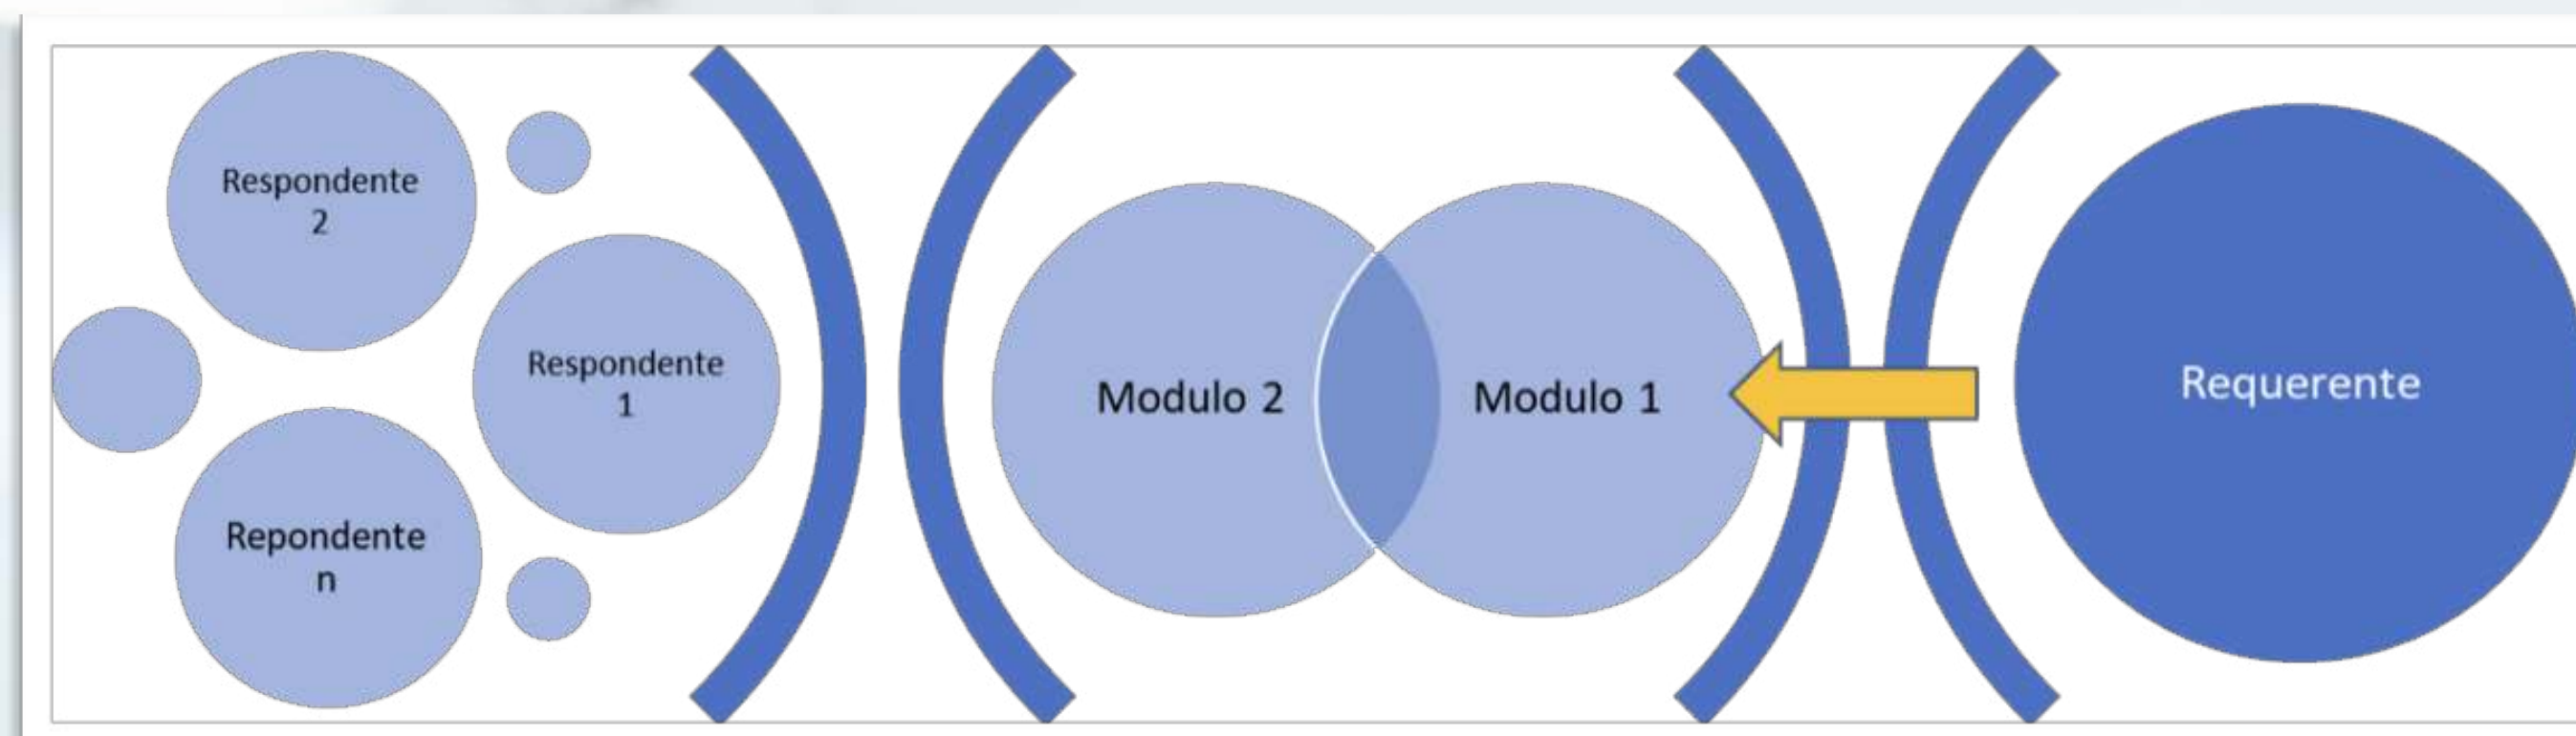 Respondente
2
Respondente
1
Repondente
n
Modulo 2
Modulo 1
Requerente